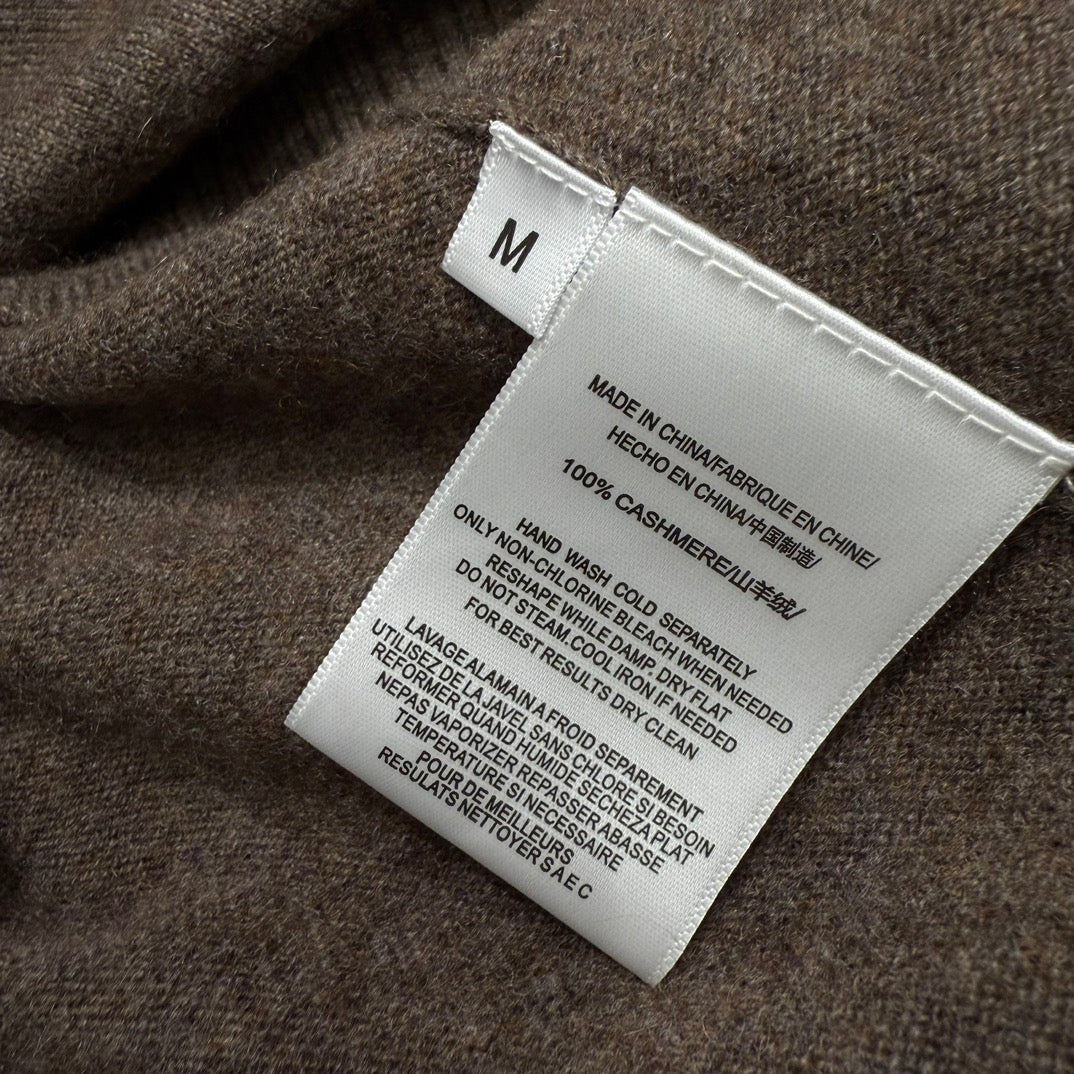 M
MADE IN CHINA/FABRIQUE EN CHINE/
HECHO EN CHINA/中国制造/
100% CASHMERE/山羊绒/
HAND WASH COLD SEPARATELY
ONLY NON-CHLORINE BLEACH WHEN NEEDED
RESHAPE WHILE DAMP, DRY FLAT
DO NOT STEAM.COOL IRON IF NEEDED
FOR BEST RESULTS DRY CLEAN
LAVAGE ALAMAIN A FROID SEPAREMENT
UTILISEZ DE LA JAVEL SANS CHLORE SI BESOIN
REFORMER QUAND HUMIDE SECHEZA PLAT
NEPAS VAPORIZER REPASSER ABASSE
TEMPERATURE SI NECESSAIRE
POUR DE MEILLEURS
RESULATS NETTOYER S A E C